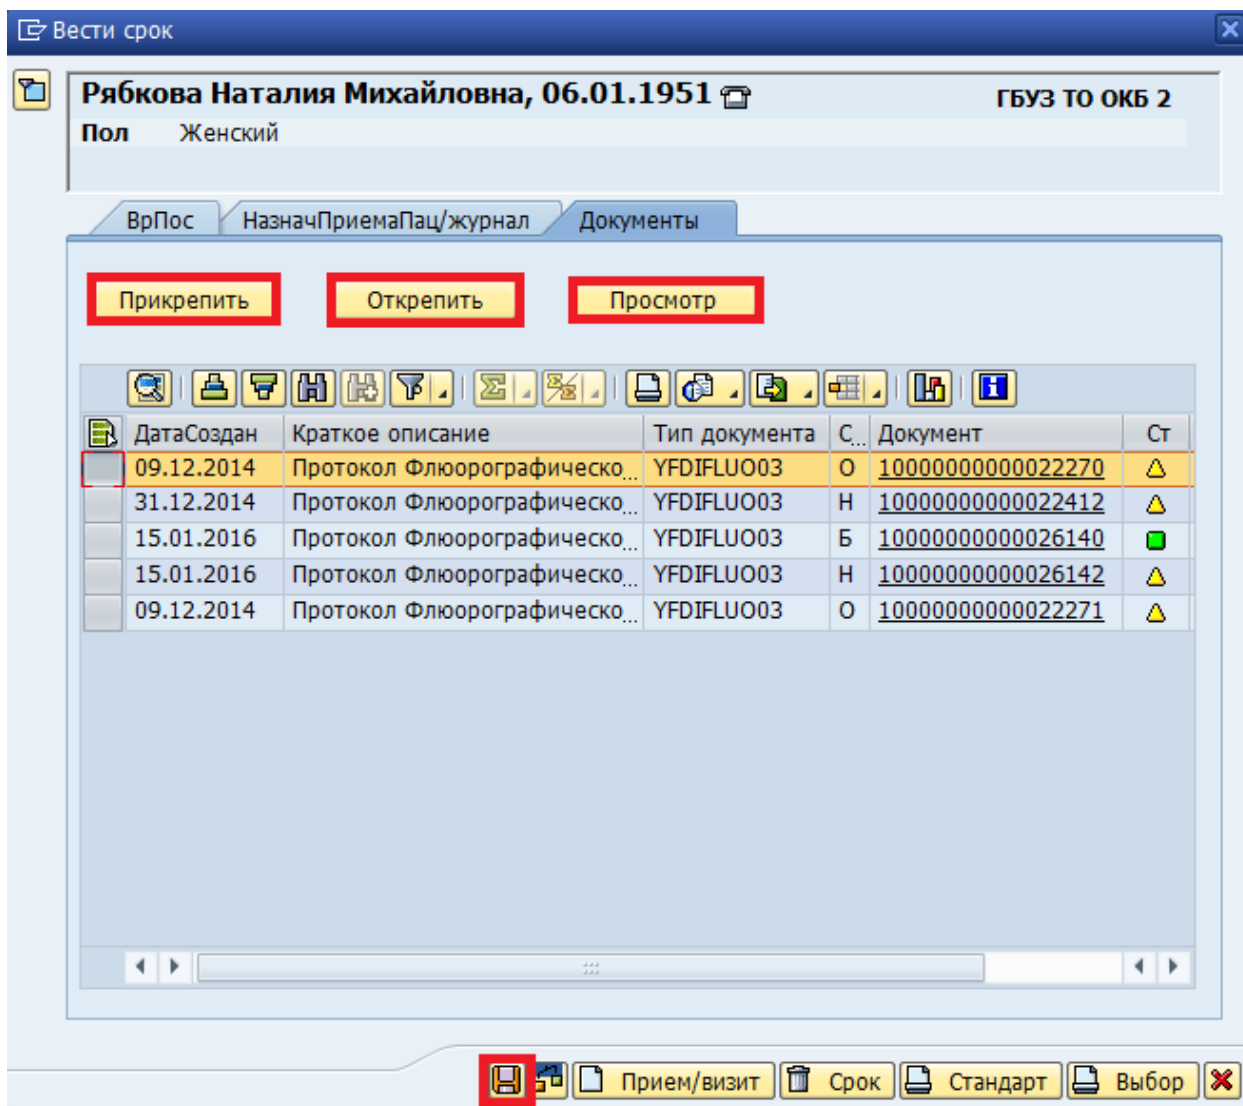 Вести срок
Рябкова Наталия Михайловна, 06.01.1951 ГБУЗ ТО ОКБ 2
Пол Женский
ВрПос НазначПриемаПац/журнал Документы
Прикрепить Открепить Просмотр
ДатаСоздан Краткое описание Тип документа С... Документ Ст
09.12.2014 Протокол Флюорографическо... YFDIFLUO03 О 10000000000022270
31.12.2014 Протокол Флюорографическо... YFDIFLUO03 Н 10000000000022412
15.01.2016 Протокол Флюорографическо... YFDIFLUO03 Б 10000000000026140
15.01.2016 Протокол Флюорографическо... YFDIFLUO03 Н 10000000000026142
09.12.2014 Протокол Флюорографическо... YFDIFLUO03 О 10000000000022271
Прием/визит Срок Стандарт Выбор